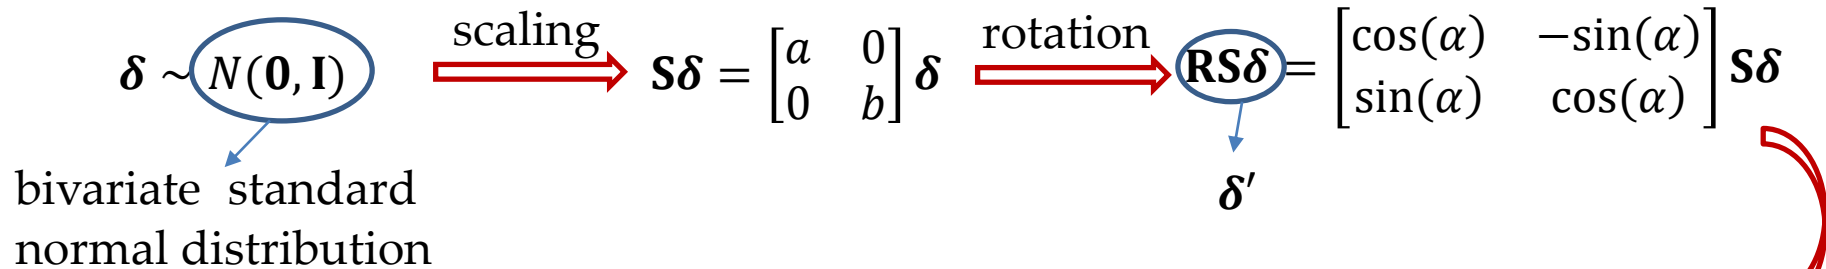 𝜹 ~ N(𝟎, 𝐈) scaling 𝐒𝜹 = [a 0; 0 b] 𝜹 rotation 𝐑𝐒𝜹 = [cos(α) −sin(α); sin(α) cos(α)] 𝐒𝜹
bivariate standard
normal distribution
𝜹′